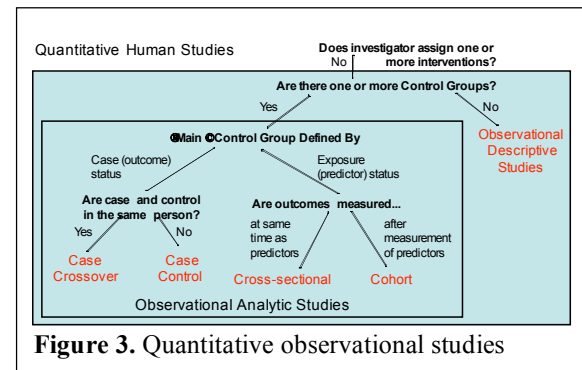 Quantitative Human Studies
Does investigator assign one or
more interventions?
No
Are there one or more Control Groups?
Yes
No
Main Control Group Defined By
Observational
Descriptive
Studies
Case (outcome)
status
Exposure
(predictor) status
Are case and control
in the same person?
Are outcomes measured...
Yes
No
at same
time as
predictors
after
measurement
of predictors
Case
Crossover
Case
Control
Cross-sectional
Cohort
Observational Analytic Studies
Figure 3. Quantitative observational studies